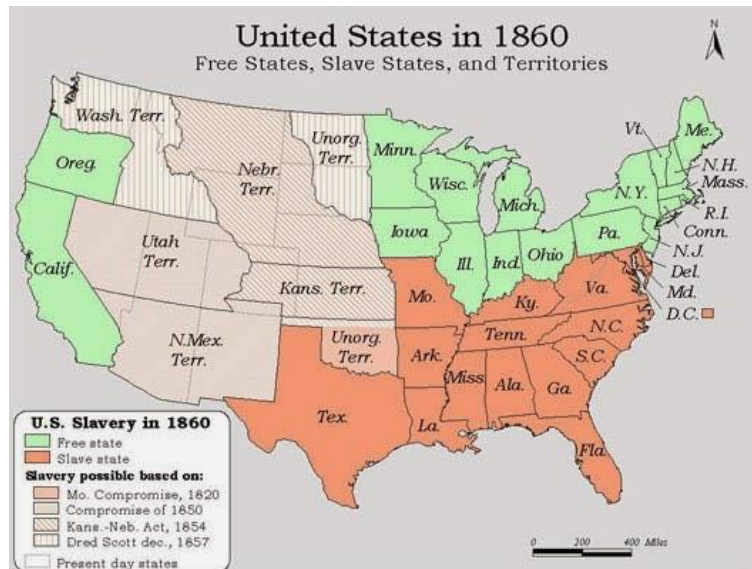 United States in 1860
Free States, Slave States, and Territories
N
Wash. Terr.
Oreg.
Calif.
Nebr.
Terr.
Unorg.
Terr.
Utah
Terr.
Kans. Terr.
N.Mex.
Terr.
Unorg.
Terr.
Minn.
Wisc.
Mich.
Iowa
Ill.
Ind.
Ohio
Pa.
N.Y.
Vt.
Me.
N.H.
Mass.
R.I.
Conn.
N.J.
Del.
Md.
D.C.
Mo.
Ky.
Va.
Tenn.
N.C.
Ark.
S.C.
Miss.
Ala.
Ga.
Tex.
La.
Fla.
U.S. Slavery in 1860
Free state
Slave state
Slavery possible based on:
Mo. Compromise, 1820
Compromise of 1850
Kans.-Neb. Act, 1854
Dred Scott dec., 1857
Present day states
0 200 400 Miles